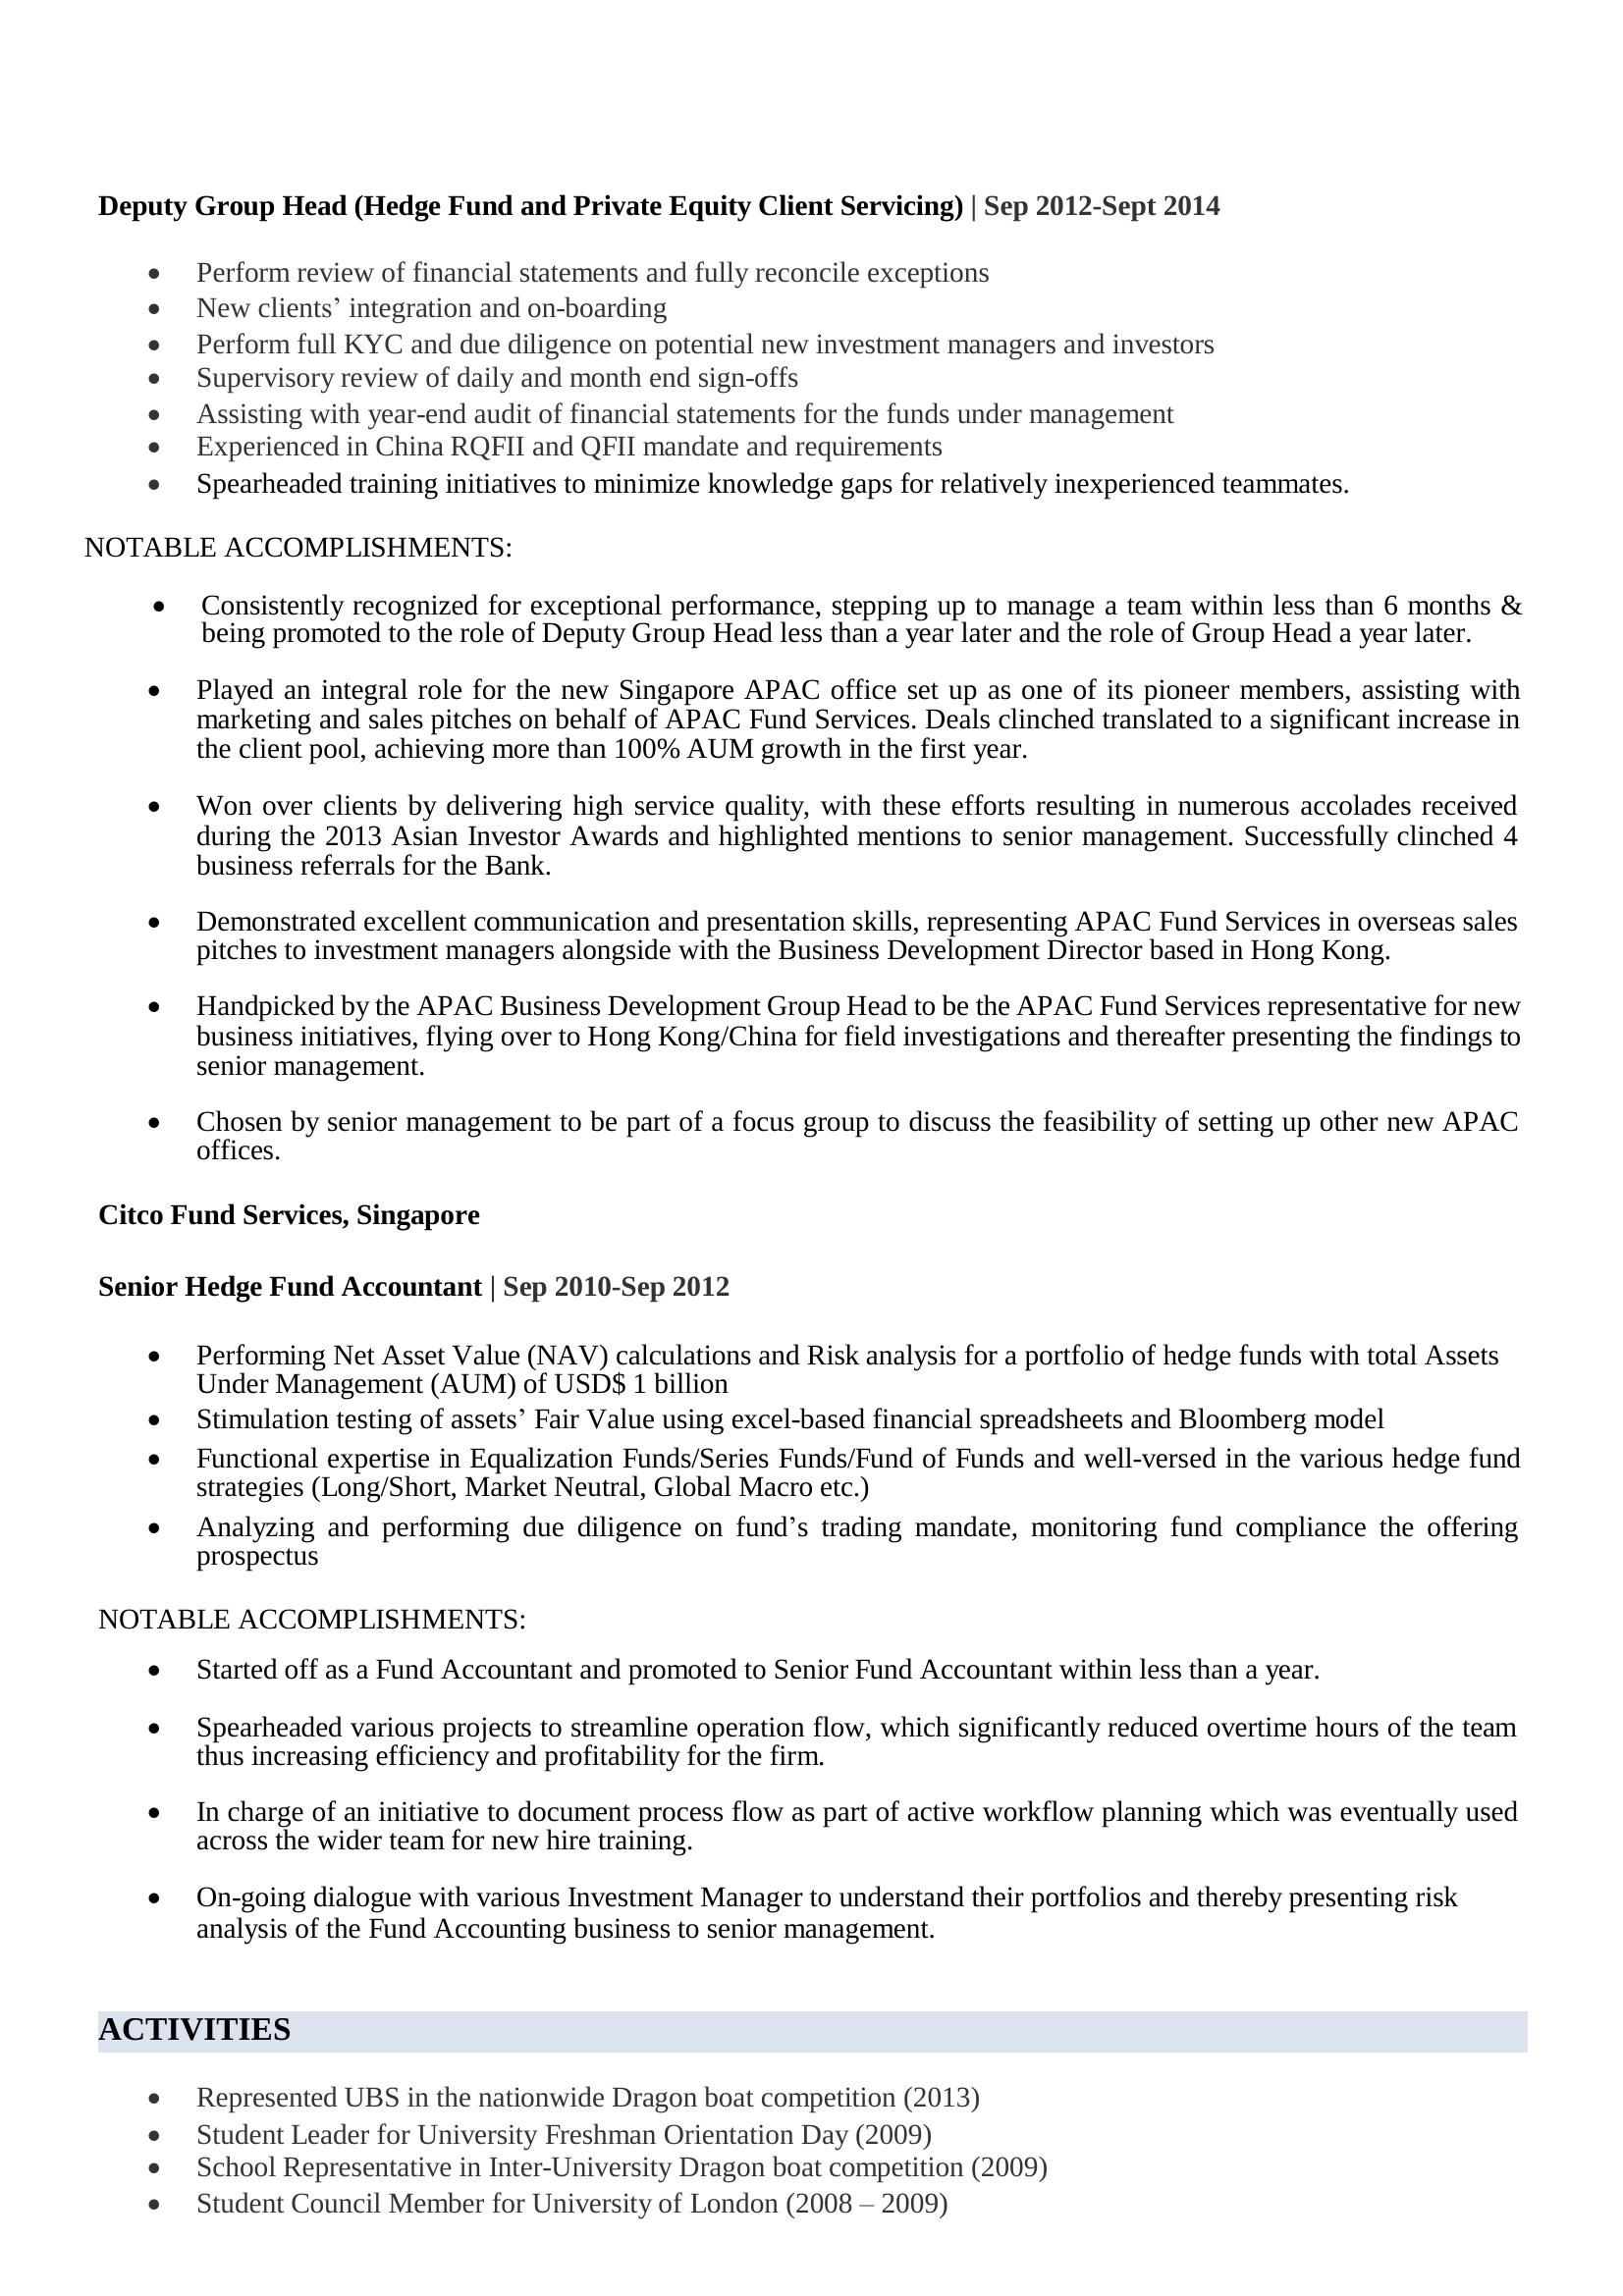 Deputy Group Head (Hedge Fund and Private Equity Client Servicing) | Sep 2012-Sept 2014
• Perform review of financial statements and fully reconcile exceptions
• New clients’ integration and on-boarding
• Perform full KYC and due diligence on potential new investment managers and investors
• Supervisory review of daily and month end sign-offs
• Assisting with year-end audit of financial statements for the funds under management
• Experienced in China RQFII and QFII mandate and requirements
• Spearheaded training initiatives to minimize knowledge gaps for relatively inexperienced teammates.
NOTABLE ACCOMPLISHMENTS:
• Consistently recognized for exceptional performance, stepping up to manage a team within less than 6 months &
being promoted to the role of Deputy Group Head less than a year later and the role of Group Head a year later.
• Played an integral role for the new Singapore APAC office set up as one of its pioneer members, assisting with
marketing and sales pitches on behalf of APAC Fund Services. Deals clinched translated to a significant increase in
the client pool, achieving more than 100% AUM growth in the first year.
• Won over clients by delivering high service quality, with these efforts resulting in numerous accolades received
during the 2013 Asian Investor Awards and highlighted mentions to senior management. Successfully clinched 4
business referrals for the Bank.
• Demonstrated excellent communication and presentation skills, representing APAC Fund Services in overseas sales
pitches to investment managers alongside with the Business Development Director based in Hong Kong.
• Handpicked by the APAC Business Development Group Head to be the APAC Fund Services representative for new
business initiatives, flying over to Hong Kong/China for field investigations and thereafter presenting the findings to
senior management.
• Chosen by senior management to be part of a focus group to discuss the feasibility of setting up other new APAC
offices.
Citco Fund Services, Singapore
Senior Hedge Fund Accountant | Sep 2010-Sep 2012
• Performing Net Asset Value (NAV) calculations and Risk analysis for a portfolio of hedge funds with total Assets
Under Management (AUM) of USD$ 1 billion
• Stimulation testing of assets’ Fair Value using excel-based financial spreadsheets and Bloomberg model
• Functional expertise in Equalization Funds/Series Funds/Fund of Funds and well-versed in the various hedge fund
strategies (Long/Short, Market Neutral, Global Macro etc.)
• Analyzing and performing due diligence on fund’s trading mandate, monitoring fund compliance the offering
prospectus
NOTABLE ACCOMPLISHMENTS:
• Started off as a Fund Accountant and promoted to Senior Fund Accountant within less than a year.
• Spearheaded various projects to streamline operation flow, which significantly reduced overtime hours of the team
thus increasing efficiency and profitability for the firm.
• In charge of an initiative to document process flow as part of active workflow planning which was eventually used
across the wider team for new hire training.
• On-going dialogue with various Investment Manager to understand their portfolios and thereby presenting risk
analysis of the Fund Accounting business to senior management.
ACTIVITIES
• Represented UBS in the nationwide Dragon boat competition (2013)
• Student Leader for University Freshman Orientation Day (2009)
• School Representative in Inter-University Dragon boat competition (2009)
• Student Council Member for University of London (2008 – 2009)